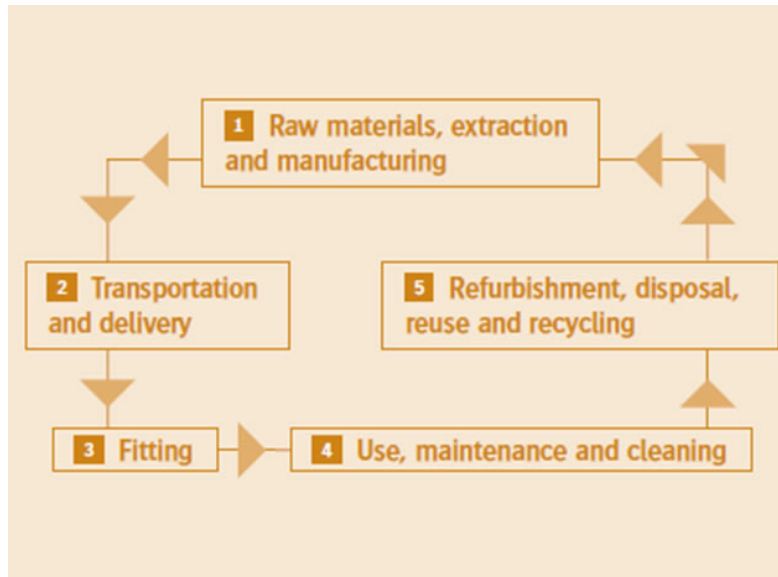 1 Raw materials, extraction
and manufacturing
2 Transportation
and delivery
5 Refurbishment, disposal,
reuse and recycling
3 Fitting
4 Use, maintenance and cleaning